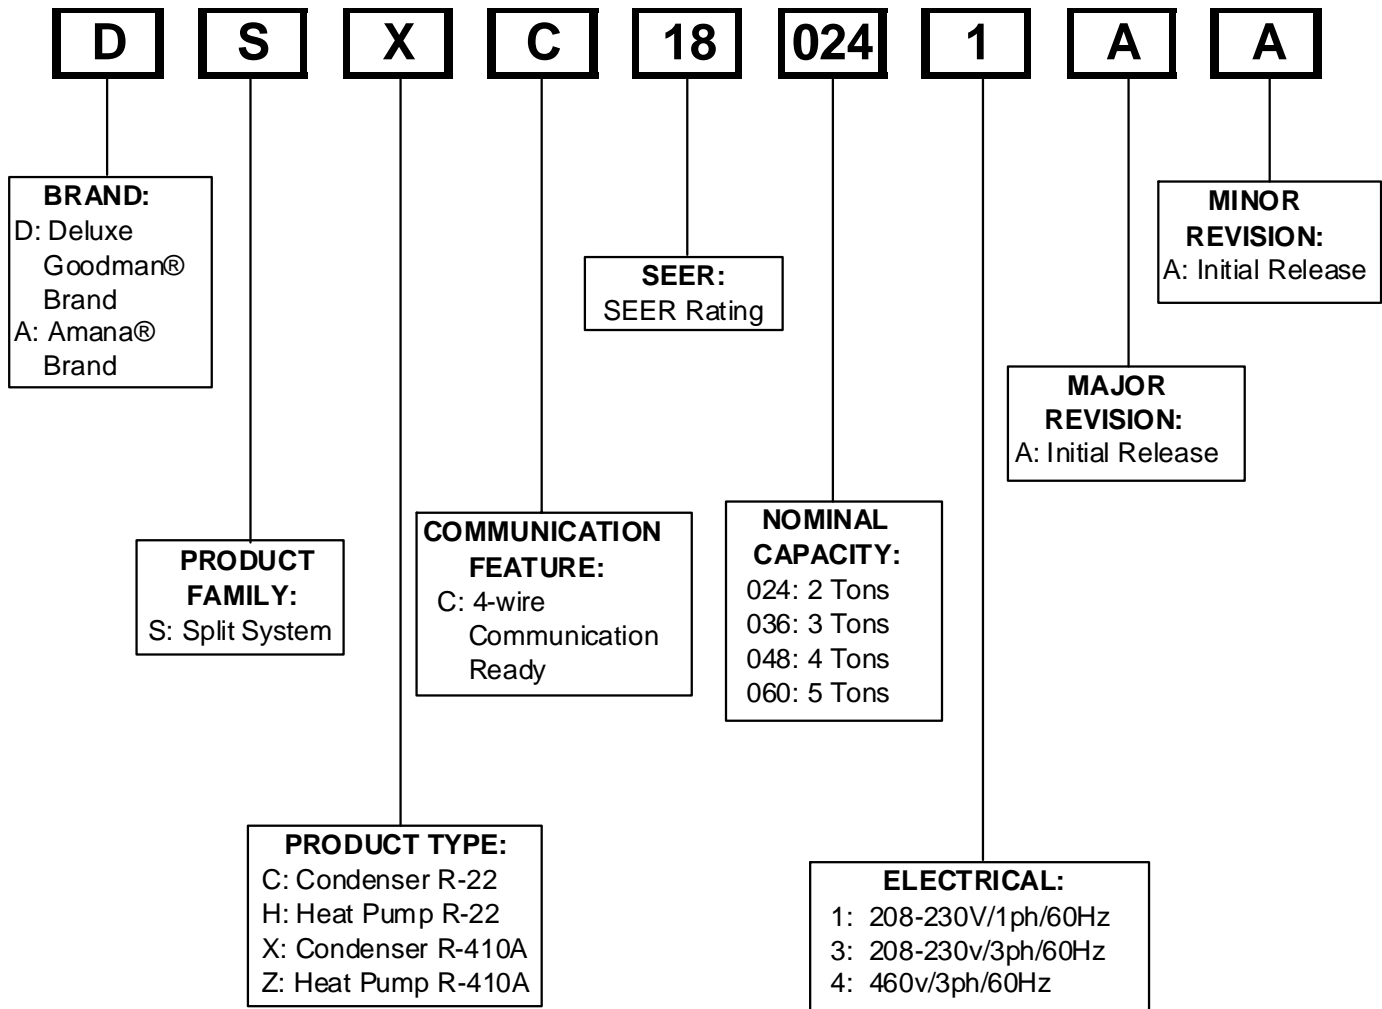 D S X C 18 024 1 A A
BRAND:
D: Deluxe
Goodman®
Brand
A: Amana®
Brand
PRODUCT
FAMILY:
S: Split System
PRODUCT TYPE:
C: Condenser R-22
H: Heat Pump R-22
X: Condenser R-410A
Z: Heat Pump R-410A
COMMUNICATION
FEATURE:
C: 4-wire
Communication
Ready
SEER:
SEER Rating
NOMINAL
CAPACITY:
024: 2 Tons
036: 3 Tons
048: 4 Tons
060: 5 Tons
ELECTRICAL:
1: 208-230V/1ph/60Hz
3: 208-230v/3ph/60Hz
4: 460v/3ph/60Hz
MAJOR
REVISION:
A: Initial Release
MINOR
REVISION:
A: Initial Release